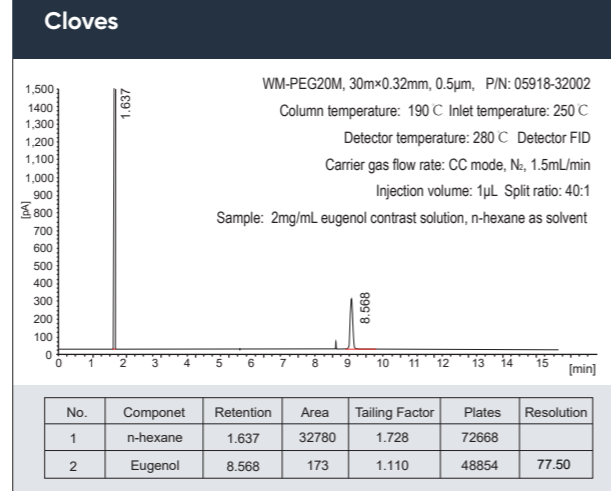 Cloves
WM-PEG20M, 30m×0.32mm, 0.5μm, P/N: 05918-32002
Column temperature: 190℃ Inlet temperature: 250℃
Detector temperature: 280℃ Detector FID
Carrier gas flow rate: CC mode, N₂, 1.5mL/min
Injection volume: 1μL Split ratio: 40:1
Sample: 2mg/mL eugenol contrast solution, n-hexane as solvent
[pA]
1,500
1400
1,300
1,200
1,100
1,000
900
800
700
600
500
400
300
200
100
0
1.637
8.568
0 1 2 3 4 5 6 7 8 9 10 11 12 13 14 15
[min]
No. Componet Retention Area Tailing Factor Plates Resolution
1 n-hexane 1.637 32780 1.728 72668
2 Eugenol 8.568 173 1.110 48854 77.50